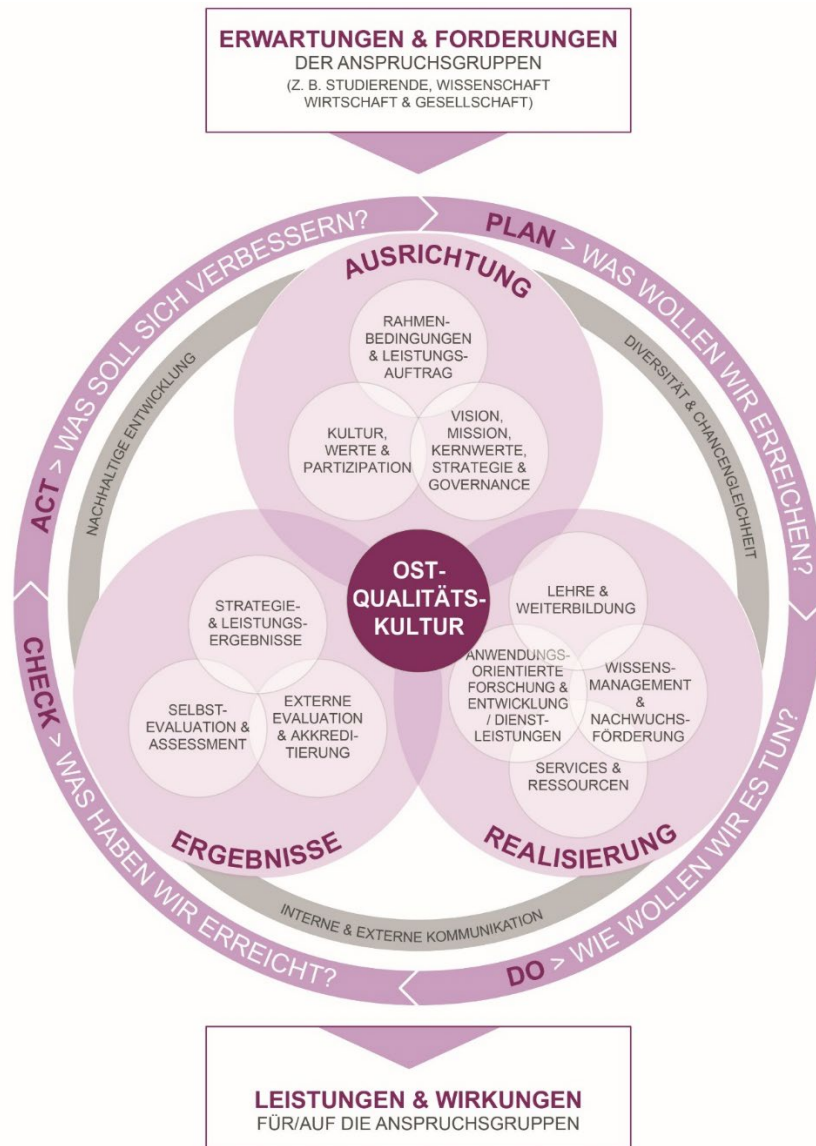 ERWARTUNGEN & FORDERUNGEN
DER ANSPRUCHSGRUPPEN
(Z. B. STUDIERENDE, WISSENSCHAFT
WIRTSCHAFT & GESELLSCHAFT)
PLAN > WAS WOLLEN WIR ERREICHEN?
DO > WIE WOLLEN WIR ES TUN?
CHECK > WAS HABEN WIR ERREICHT?
ACT > WAS SOLL SICH VERBESSERN?
NACHHALTIGE ENTWICKLUNG
DIVERSITÄT & CHANCENGLEICHHEIT
INTERNE & EXTERNE KOMMUNIKATION
AUSRICHTUNG
RAHMEN-
BEDINGUNGEN
& LEISTUNGS-
AUFTRAG
KULTUR,
WERTE &
PARTIZIPATION
VISION,
MISSION,
KERNWERTE,
STRATEGIE &
GOVERNANCE
OST-
QUALITÄTS-
KULTUR
STRATEGIE-
& LEISTUNGS-
ERGEBNISSE
SELBST-
EVALUATION &
ASSESSMENT
EXTERNE
EVALUATION
& AKKREDI-
TIERUNG
ERGEBNISSE
LEHRE &
WEITERBILDUNG
ANWENDUNGS-
ORIENTIERTE
FORSCHUNG &
ENTWICKLUNG
/ DIENST-
LEISTUNGEN
WISSENS-
MANAGEMENT
&
NACHWUCHS-
FÖRDERUNG
SERVICES &
RESSOURCEN
REALISIERUNG
LEISTUNGEN & WIRKUNGEN
FÜR/AUF DIE ANSPRUCHSGRUPPEN